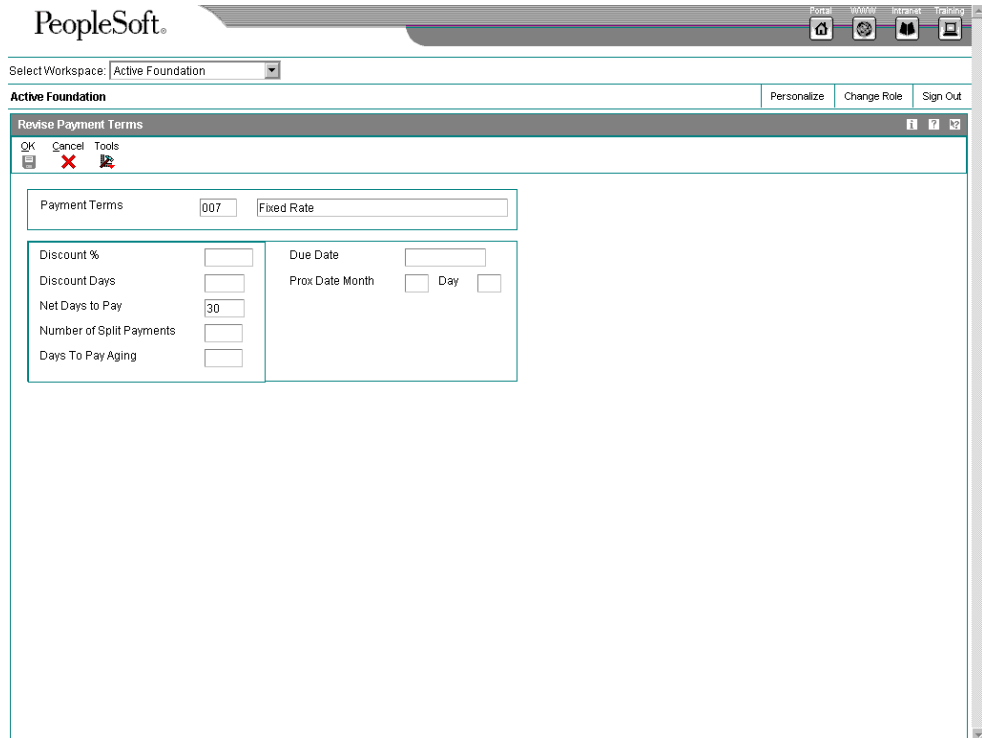 Portal WWW Intranet Training
PeopleSoft.
Select Workspace: Active Foundation
Active Foundation Personalize Change Role Sign Out
Revise Payment Terms i ? ?
OK Cancel Tools
Payment Terms 007 Fixed Rate
Discount % Due Date
Discount Days Prox Date Month Day
Net Days to Pay 30
Number of Split Payments
Days To Pay Aging